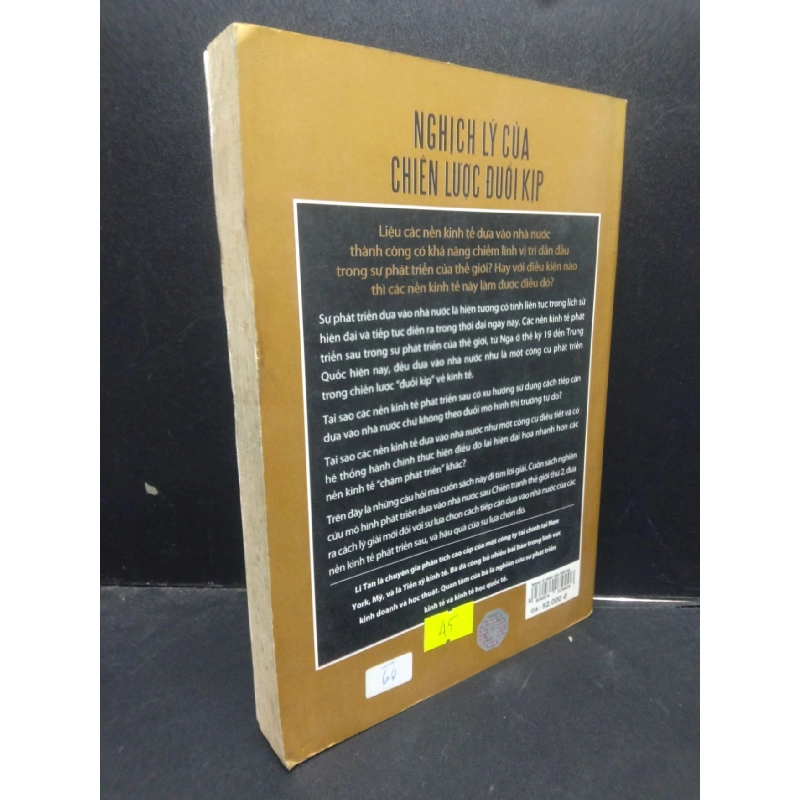 NGHỊCH LÝ CỦA
CHIẾN LƯỢC ĐUỔI KỊP
Liệu các nền kinh tế dựa vào nhà nước
thành công có khả năng chiếm lĩnh vị trí dẫn đầu
trong sự phát triển của thế giới? Hay với điều kiện nào
thì các nền kinh tế này làm được điều đó?
Sự phát triển dựa vào nhà nước là hiện tượng có tính liên tục trong lịch sử
hiện đại và tiếp tục diễn ra trong thời đại ngày nay. Các nền kinh tế phát
triển sau trong sự phát triển của thế giới, từ Nga ở thế kỷ 19 đến Trung
Quốc hiện nay, đều dựa vào nhà nước như là một công cụ phát triển
trong chiến lược "đuổi kịp" về kinh tế.
Tại sao các nền kinh tế phát triển sau có xu hướng sử dụng cách tiếp cận
dựa vào nhà nước chứ không theo đuổi mô hình thị trường tự do?
Tại sao các nền kinh tế dựa vào nhà nước như một công cụ điều tiết và có
hệ thống hành chính thực hiện điều đó lại hiện đại hoá nhanh hơn các
nền kinh tế "chậm phát triển" khác?
Trên đây là những câu hỏi mà cuốn sách này đi tìm lời giải. Cuốn sách nghiên
cứu mô hình phát triển dựa vào nhà nước sau Chiến tranh thế giới thứ 2, đưa
ra cách lý giải mới đối với sự lựa chọn cách tiếp cận dựa vào nhà nước của các
nền kinh tế phát triển sau, và hậu quả của sự lựa chọn đó.
Li Tan là chuyên gia phân tích cao cấp của một công ty tài chính tại New
York, Mỹ, và là Tiến sỹ kinh tế. Bà đã công bố nhiều bài báo trong lĩnh vực
kinh doanh và học thuật. Quan tâm của bà là nghiên cứu sự phát triển
kinh tế và kinh tế học quốc tế.
Giá: 52.000 đ
45
60